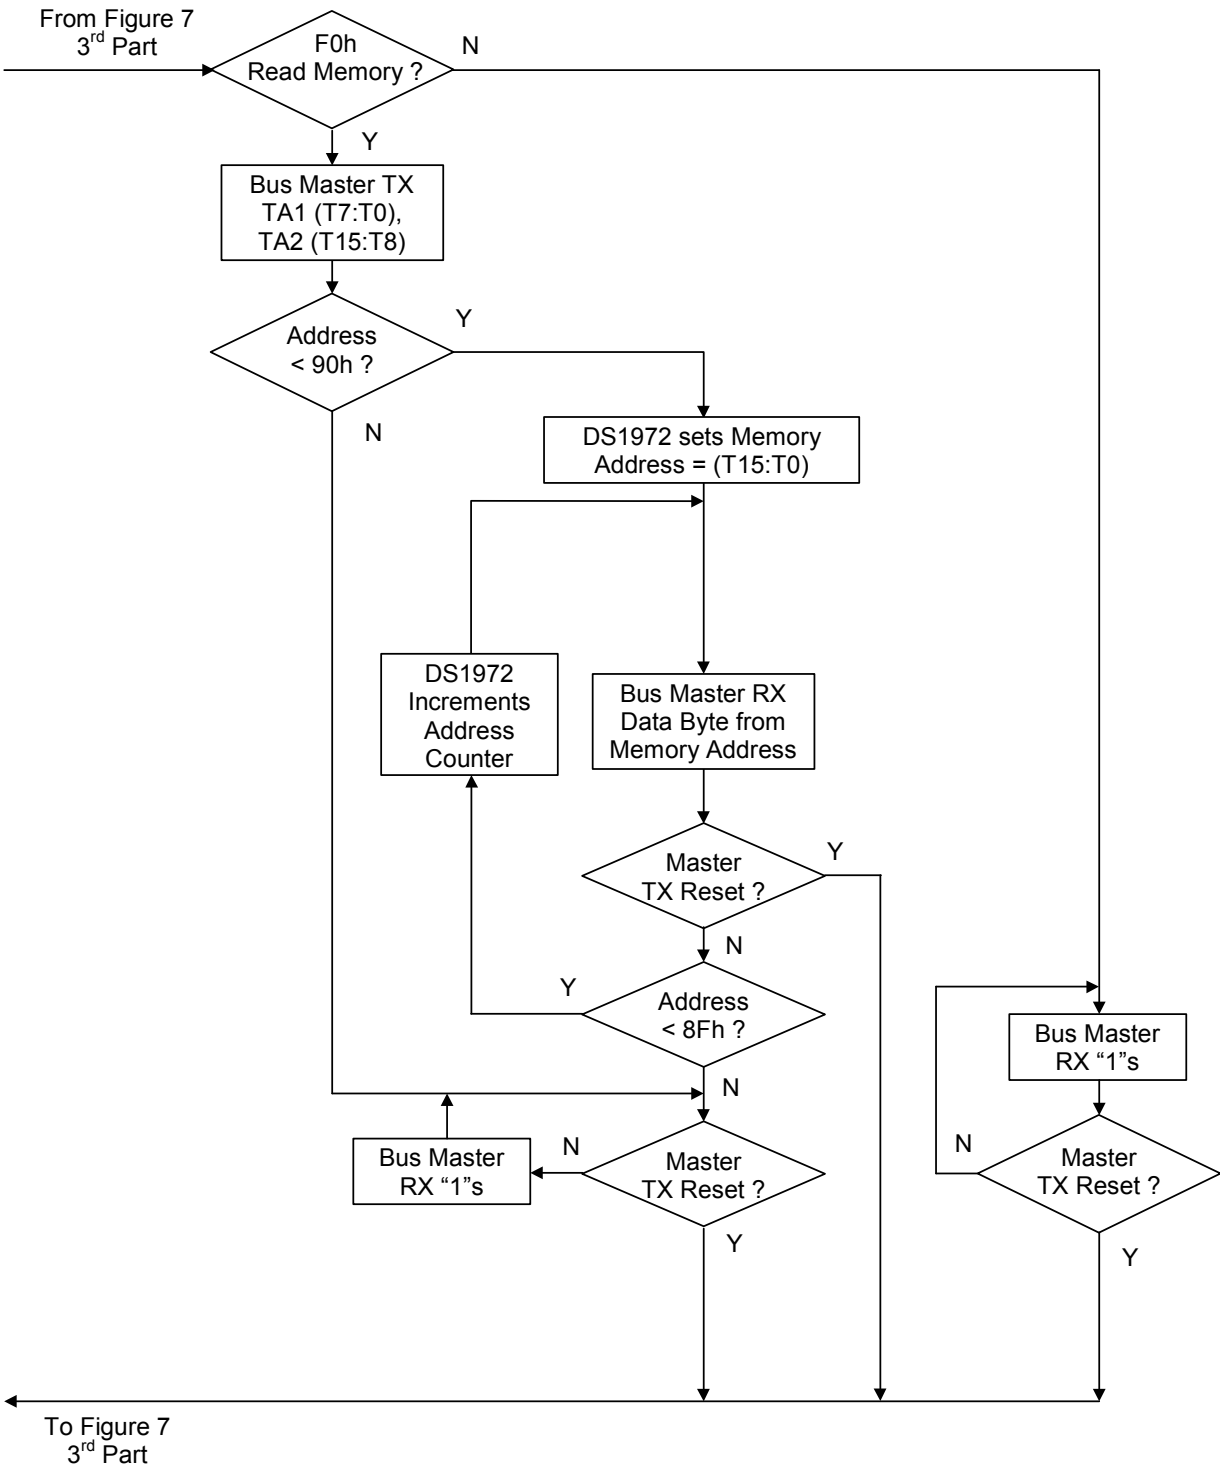 From Figure 7
3rd Part
F0h
Read Memory ?
N
Y
Bus Master TX
TA1 (T7:T0),
TA2 (T15:T8)
Address
< 90h ?
Y
N
DS1972 sets Memory
Address = (T15:T0)
DS1972
Increments
Address
Counter
Bus Master RX
Data Byte from
Memory Address
Master
TX Reset ?
Y
N
Address
< 8Fh ?
Y
N
Bus Master
RX “1”s
N
Master
TX Reset ?
Y
Bus Master
RX “1”s
N
Master
TX Reset ?
Y
To Figure 7
3rd Part